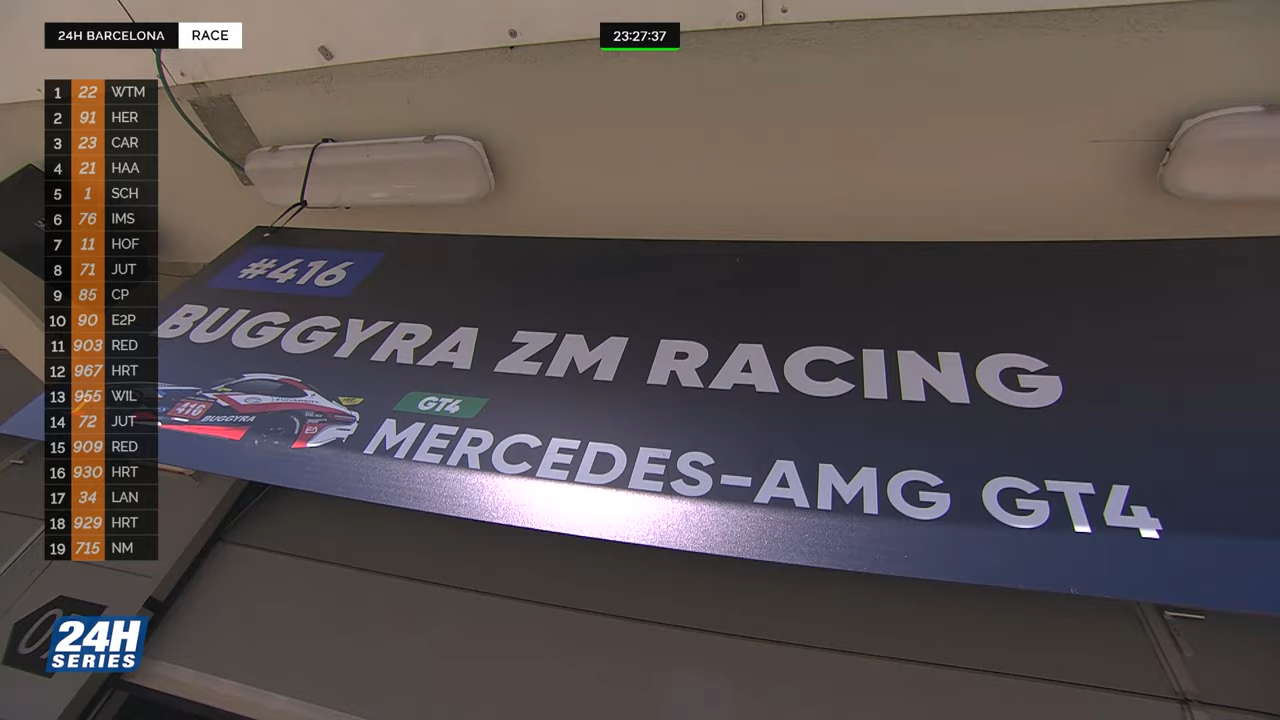 24H BARCELONA RACE
23:27:37
1 22 WTM
2 91 HER
3 23 CAR
4 21 HAA
5 1 SCH
6 76 IMS
7 11 HOF
8 71 JUT
9 85 CP
10 90 E2P
11 903 RED
12 967 HRT
13 955 WIL
14 72 JUT
15 909 RED
16 930 HRT
17 34 LAN
18 929 HRT
19 715 NM
#416
BUGGYRA ZM RACING
GT4
416
BUGGYRA
MERCEDES-AMG GT4
24H
SERIES